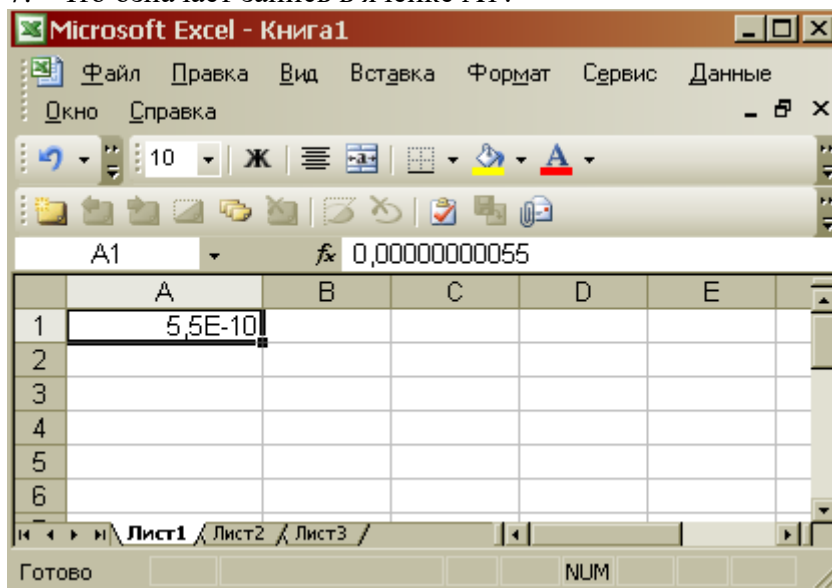 Microsoft Excel - Книга1
Файл Правка Вид Вставка Формат Сервис Данные
Окно Справка
10 Ж A
A1 fx 0,00000000055
A B C D E
1 5,5E-10
2
3
4
5
6
Лист1 Лист2 Лист3
Готово NUM